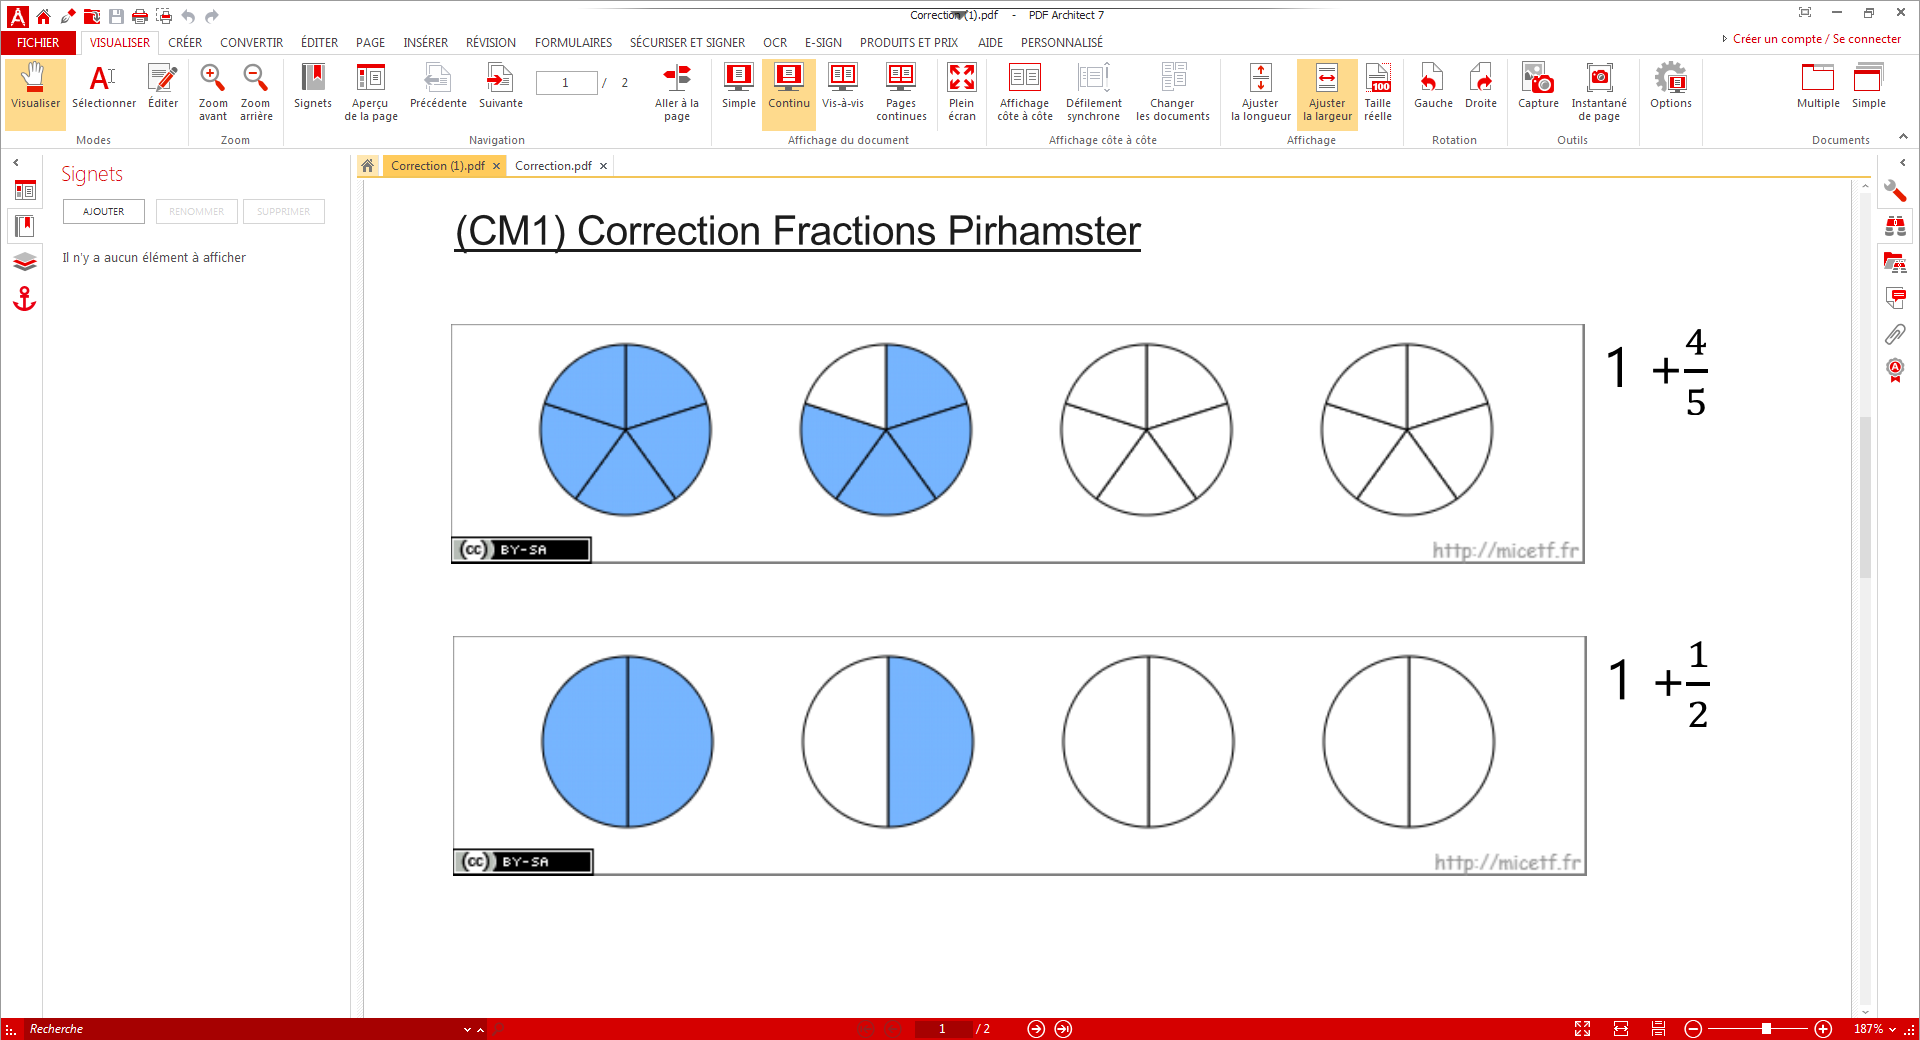 Correction (1).pdf - PDF Architect 7
FICHIER VISUALISER CRÉER CONVERTIR ÉDITER PAGE INSÉRER RÉVISION FORMULAIRES SÉCURISER ET SIGNER OCR E-SIGN PRODUITS ET PRIX AIDE PERSONNALISÉ
Créer un compte / Se connecter
Visualiser Sélectionner Éditer
Modes
Zoom avant Zoom arrière
Zoom
Signets Aperçu de la page Précédente Suivante 1 / 2 Aller à la page
Navigation
Simple Continu Vis-à-vis Pages continues Plein écran
Affichage du document
Affichage côte à côte Défilement synchrone Changer les documents
Affichage côte à côte
Ajuster la longueur Ajuster la largeur Taille réelle
100
Affichage
Gauche Droite
Rotation
Capture Instantané de page
Outils
Options
Multiple Simple
Documents
Signets
AJOUTER RENOMMER SUPPRIMER
Il n'y a aucun élément à afficher
Correction (1).pdf Correction.pdf
(CM1) Correction Fractions Pirhamster
1 + 4/5
(cc) BY-SA
http://micetf.fr
1 + 1/2
(cc) BY-SA
http://micetf.fr
Recherche
1 / 2
187%